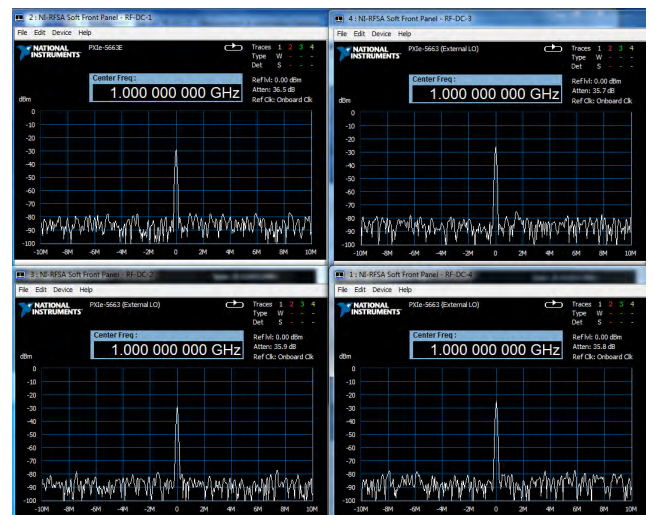 2 : NI-RFSA Soft Front Panel - RF-DC-1
File Edit Device Help
NATIONAL INSTRUMENTS
PXIe-5663E
Traces 1 2 3 4
Type W - - -
Det S - - -
Center Freq :
1.000 000 000 GHz
Ref lvl: 0.00 dBm
Atten: 36.5 dB
Ref Clk: Onboard Clk
dBm
0
-10
-20
-30
-40
-50
-60
-70
-80
-90
-100
-10M -8M -6M -4M -2M 0 2M 4M 6M 8M 10M
4 : NI-RFSA Soft Front Panel - RF-DC-3
File Edit Device Help
NATIONAL INSTRUMENTS
PXIe-5663 (External LO)
Traces 1 2 3 4
Type W - - -
Det S - - -
Center Freq :
1.000 000 000 GHz
Ref lvl: 0.00 dBm
Atten: 35.7 dB
Ref Clk: Onboard Clk
dBm
0
-10
-20
-30
-40
-50
-60
-70
-80
-90
-100
-10M -8M -6M -4M -2M 0 2M 4M 6M 8M 10M
3 : NI-RFSA Soft Front Panel - RF-DC-2
File Edit Device Help
NATIONAL INSTRUMENTS
PXIe-5663 (External LO)
Traces 1 2 3 4
Type W - - -
Det S - - -
Center Freq :
1.000 000 000 GHz
Ref lvl: 0.00 dBm
Atten: 35.9 dB
Ref Clk: Onboard Clk
dBm
0
-10
-20
-30
-40
-50
-60
-70
-80
-90
-100
-10M -8M -6M -4M -2M 0 2M 4M 6M 8M 10M
1 : NI-RFSA Soft Front Panel - RF-DC-4
File Edit Device Help
NATIONAL INSTRUMENTS
PXIe-5663 (External LO)
Traces 1 2 3 4
Type W - - -
Det S - - -
Center Freq :
1.000 000 000 GHz
Ref lvl: 0.00 dBm
Atten: 35.8 dB
Ref Clk: Onboard Clk
dBm
0
-10
-20
-30
-40
-50
-60
-70
-80
-90
-100
-10M -8M -6M -4M -2M 0 2M 4M 6M 8M 10M